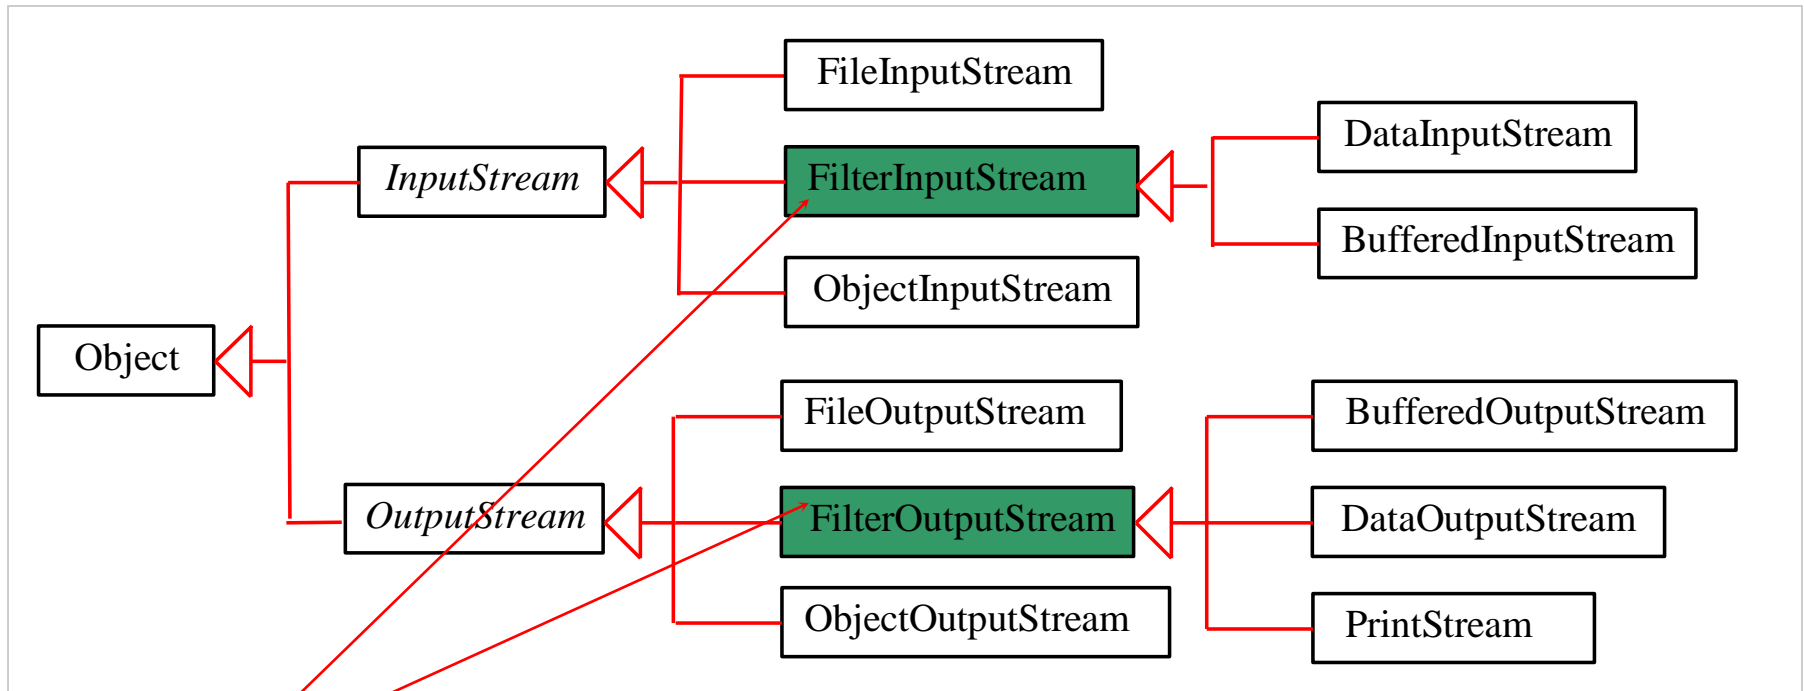 FileInputStream
DataInputStream
InputStream
FilterInputStream
BufferedInputStream
ObjectInputStream
Object
FileOutputStream
BufferedOutputStream
OutputStream
FilterOutputStream
DataOutputStream
ObjectOutputStream
PrintStream